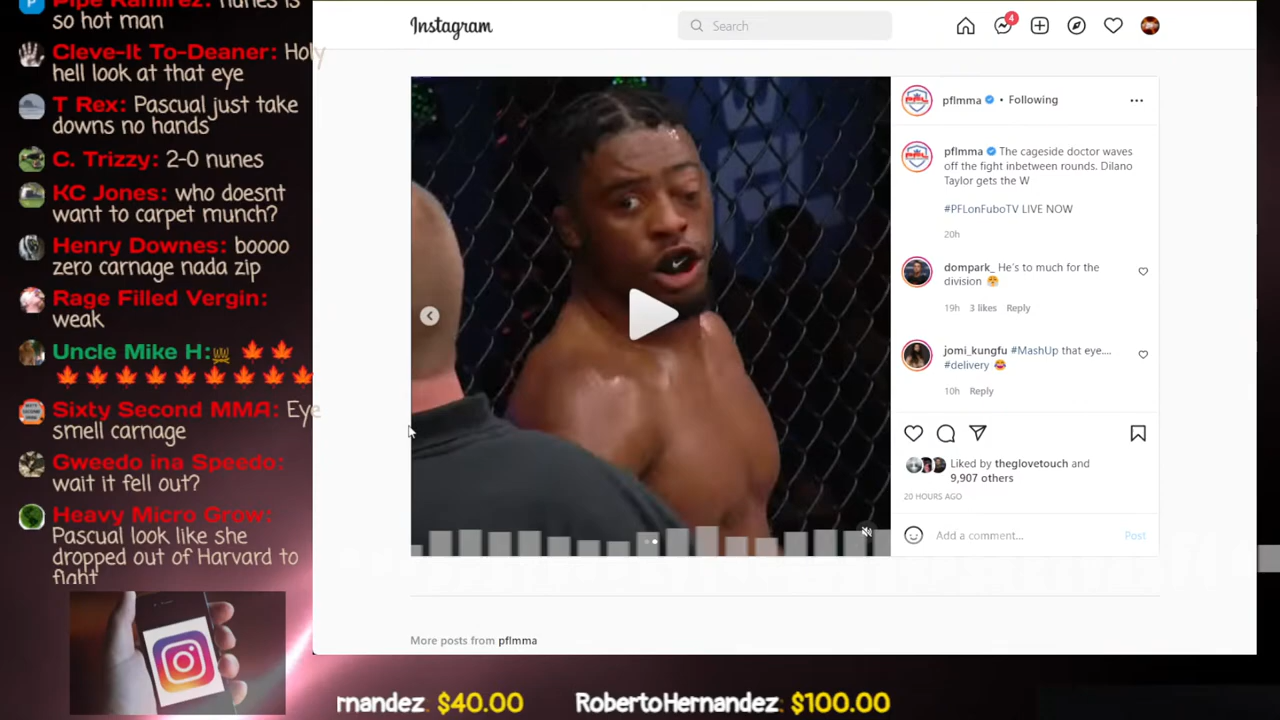 Pipe Ramirez: nunes is
so hot man
Cleve-It To-Deaner: Holy
hell look at that eye
T Rex: Pascual just take
downs no hands
C. Trizzy: 2-0 nunes
KC Jones: who doesnt
want to carpet munch?
Henry Downes: boooo
zero carnage nada zip
Rage Filled Vergin:
weak
Uncle Mike H:
Sixty Second MMA: Eye
smell carnage
Gweedo ina Speedo:
wait it fell out?
Heavy Micro Grow:
Pascual look like she
dropped out of Harvard to
fight
Instagram
Search
4
pflmma • Following
pflmma The cageside doctor waves
off the fight inbetween rounds. Dilano
Taylor gets the W
#PFLonFuboTV LIVE NOW
20h
dompark_ He's to much for the
division
19h 3 likes Reply
jomi_kungfu #MashUp that eye....
#delivery
10h Reply
Liked by theglovetouch and
9,907 others
20 HOURS AGO
Add a comment... Post
More posts from pflmma
rnandez: $40.00 RobertoHernandez: $100.00